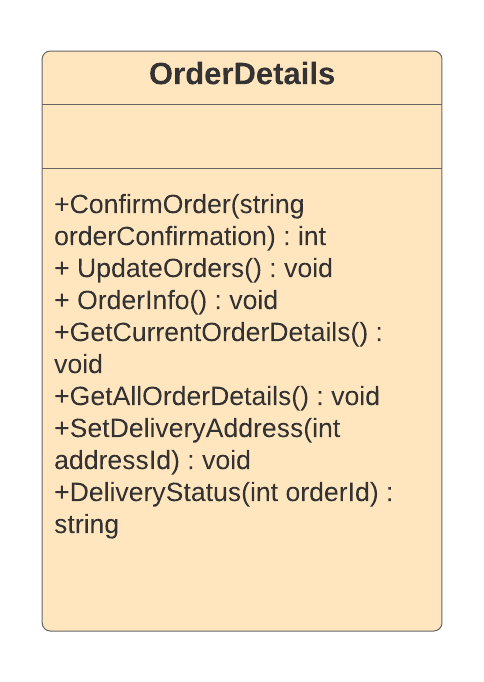 OrderDetails
+ConfirmOrder(string
orderConfirmation) : int
+ UpdateOrders() : void
+ OrderInfo() : void
+GetCurrentOrderDetails() :
void
+GetAllOrderDetails() : void
+SetDeliveryAddress(int
addressId) : void
+DeliveryStatus(int orderId) :
string